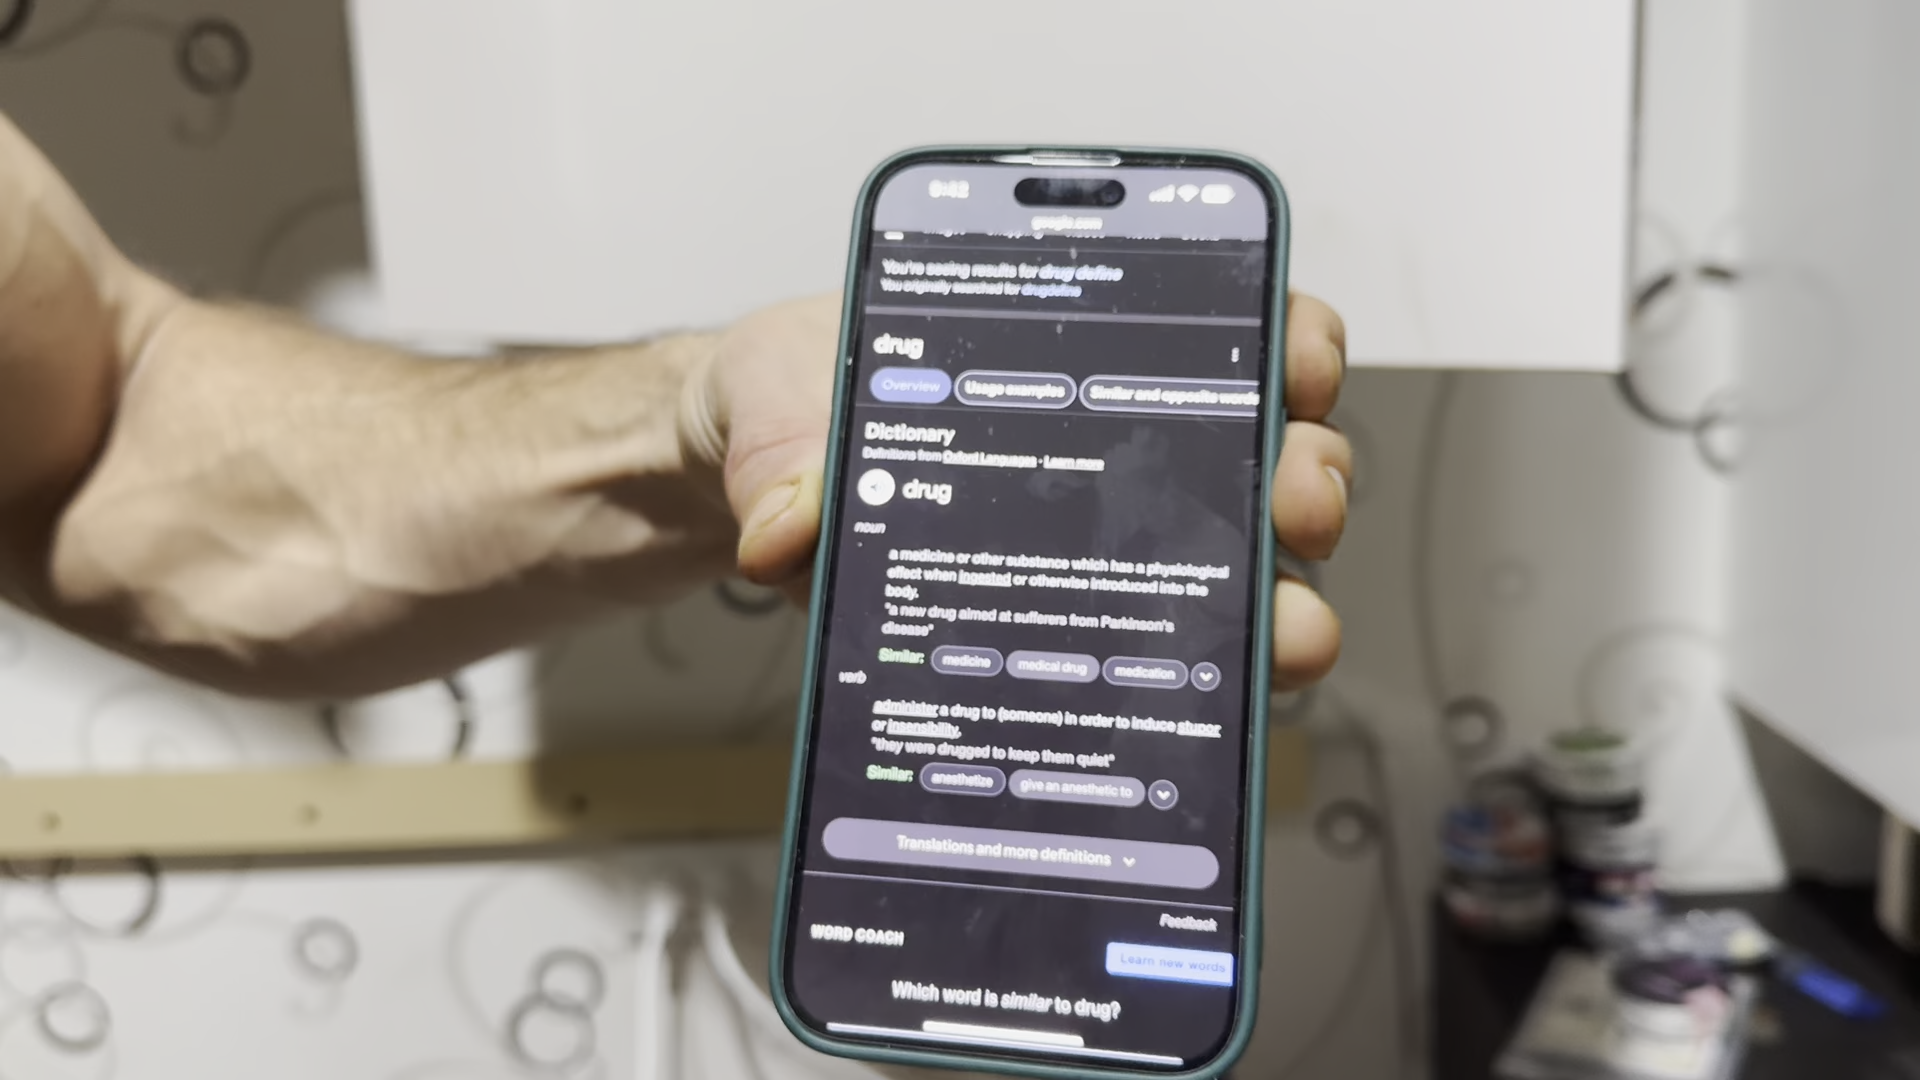 9:42
google.com
You're seeing results for drug define
You originally searched for drugdefine
drug
Overview Usage examples Similar and opposite words
Dictionary
Definitions from Oxford Languages · Learn more
drug
noun
a medicine or other substance which has a physiological
effect when ingested or otherwise introduced into the
body.
"a new drug aimed at sufferers from Parkinson's
disease"
Similar: medicine medical drug medication
verb
administer a drug to (someone) in order to induce stupor
or insensibility.
"they were drugged to keep them quiet"
Similar: anesthetize give an anesthetic to
Translations and more definitions
Feedback
WORD COACH
Learn new words
Which word is similar to drug?